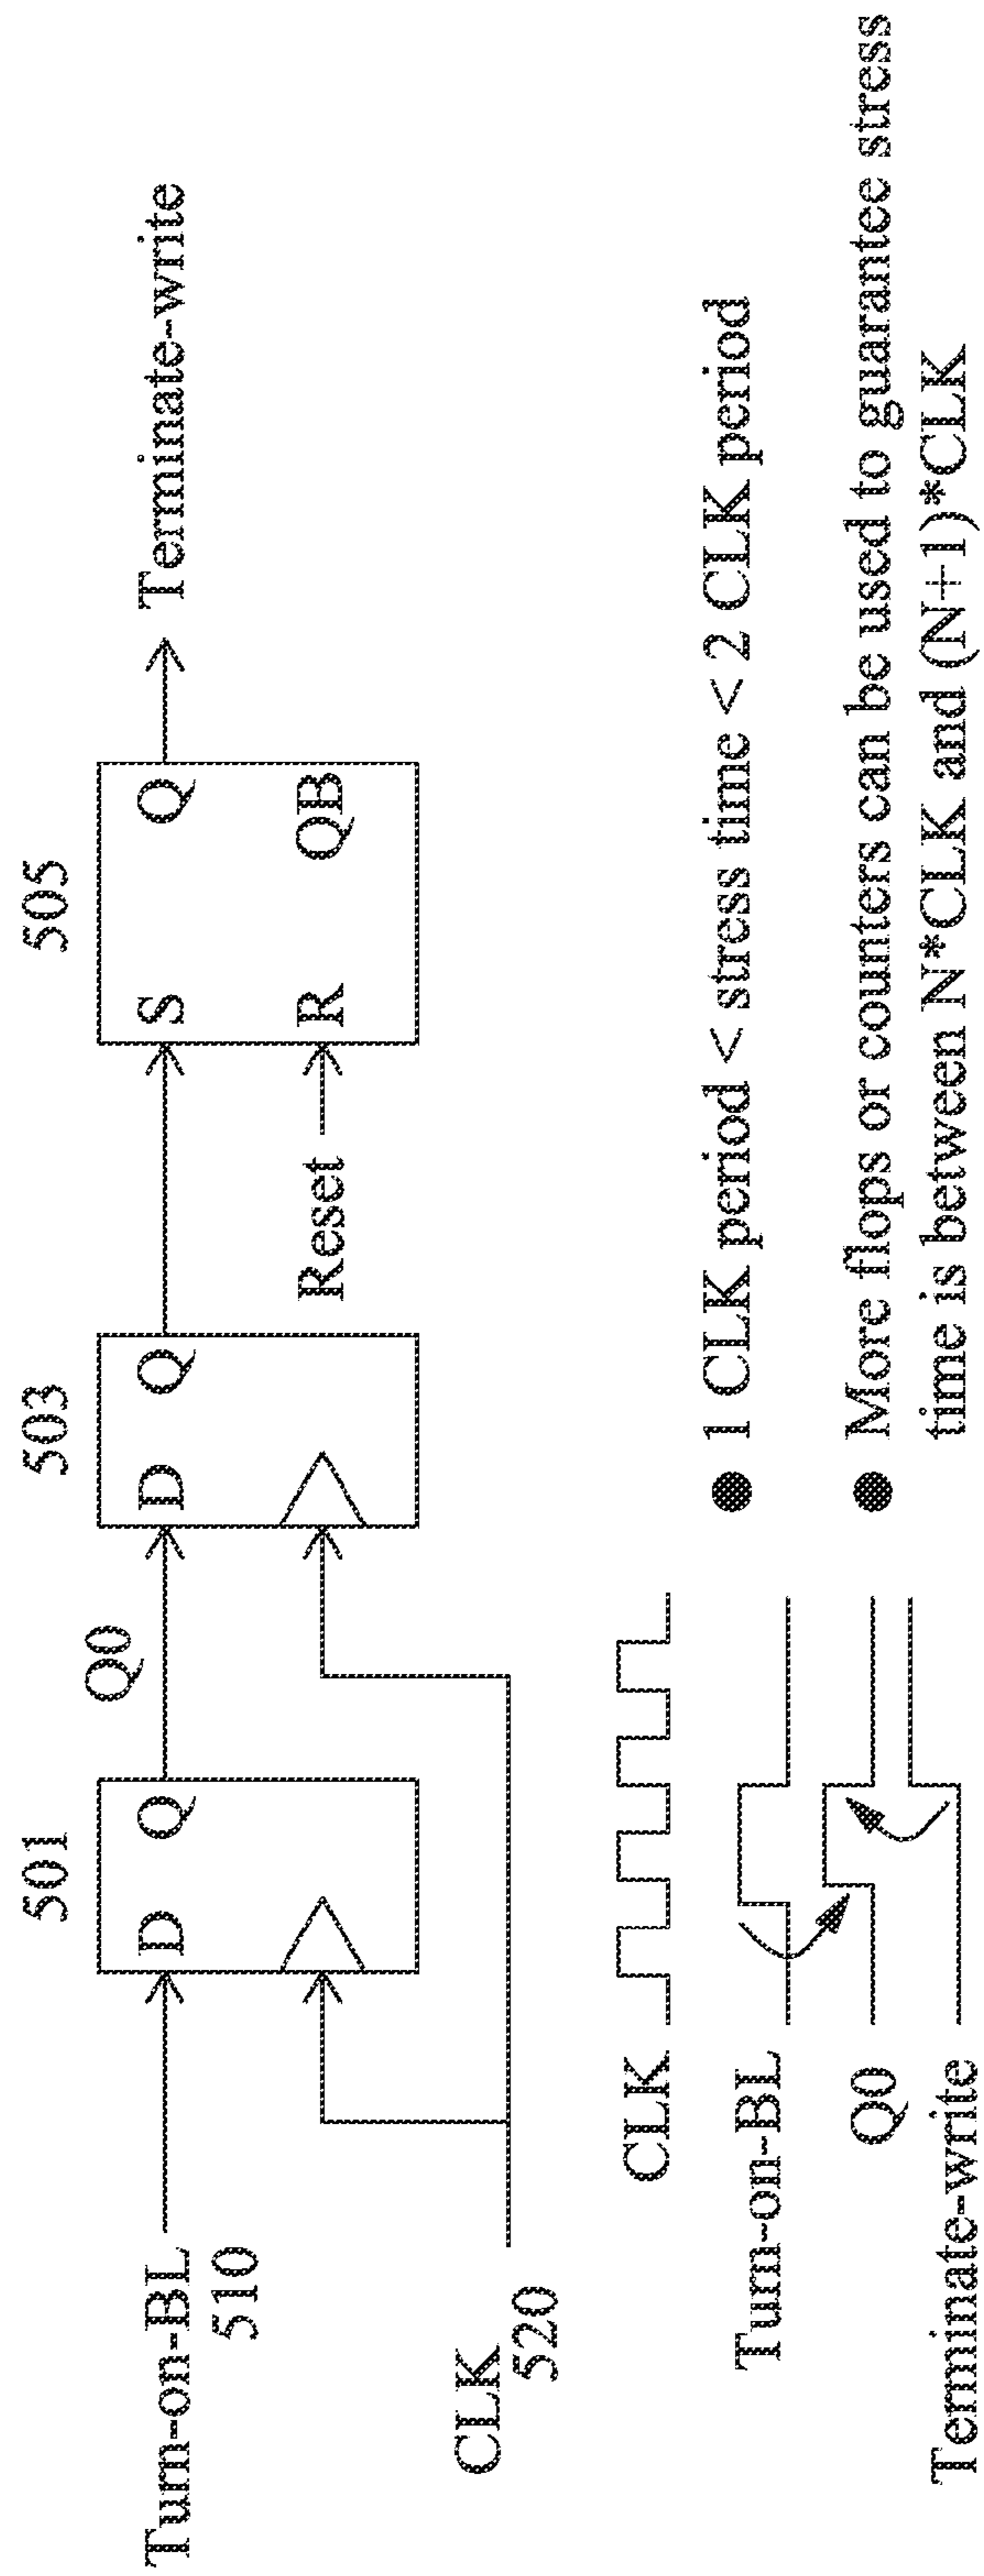 501
503
505
Turn-on-BL
510
D Q
Q0
D Q
S Q
Terminate-write
Reset
R QB
CLK
520
CLK
Turn-on-BL
Q0
Terminate-write
1 CLK period < stress time < 2 CLK period
More flops or counters can be used to guarantee stress
time is between N*CLK and (N+1)*CLK